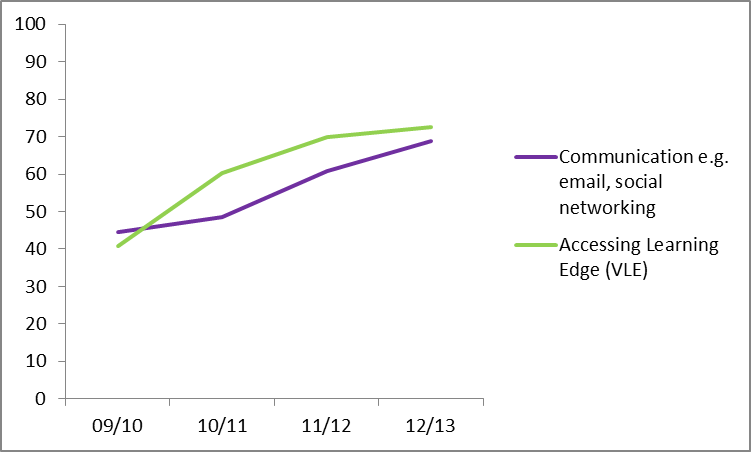 100
90
80
70
60
50
40
30
20
10
0
09/10 10/11 11/12 12/13
Communication e.g.
email, social
networking
Accessing Learning
Edge (VLE)